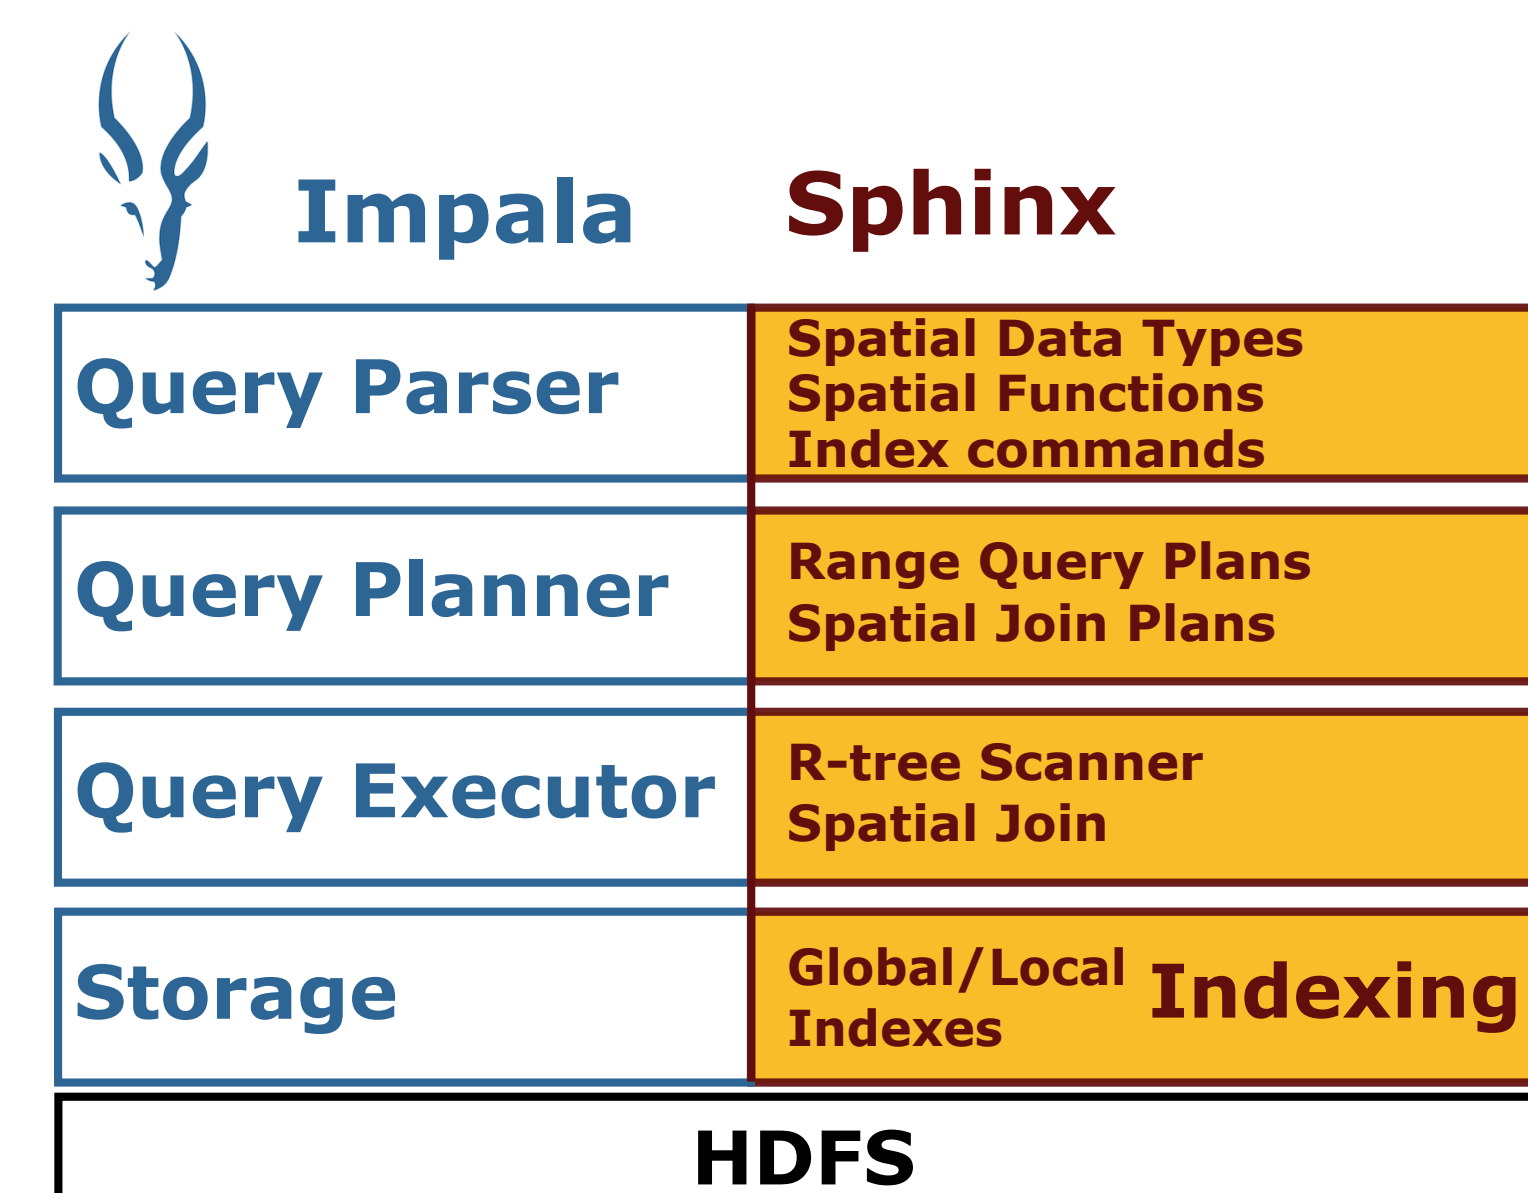 Impala
Sphinx
Query Parser
Spatial Data Types
Spatial Functions
Index commands
Query Planner
Range Query Plans
Spatial Join Plans
Query Executor
R-tree Scanner
Spatial Join
Storage
Global/Local
Indexes
Indexing
HDFS